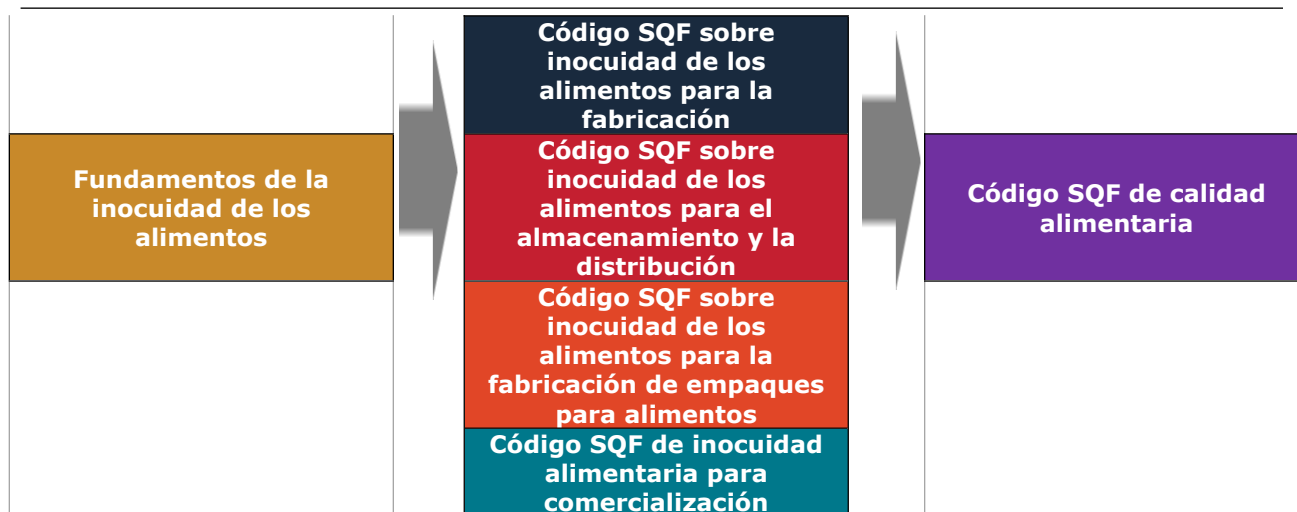 Fundamentos de la
inocuidad de los
alimentos
Código SQF sobre
inocuidad de los
alimentos para la
fabricación
Código SQF sobre
inocuidad de los
alimentos para el
almacenamiento y la
distribución
Código SQF sobre
inocuidad de los
alimentos para la
fabricación de empaques
para alimentos
Código SQF de inocuidad
alimentaria para
comercialización
Código SQF de calidad
alimentaria